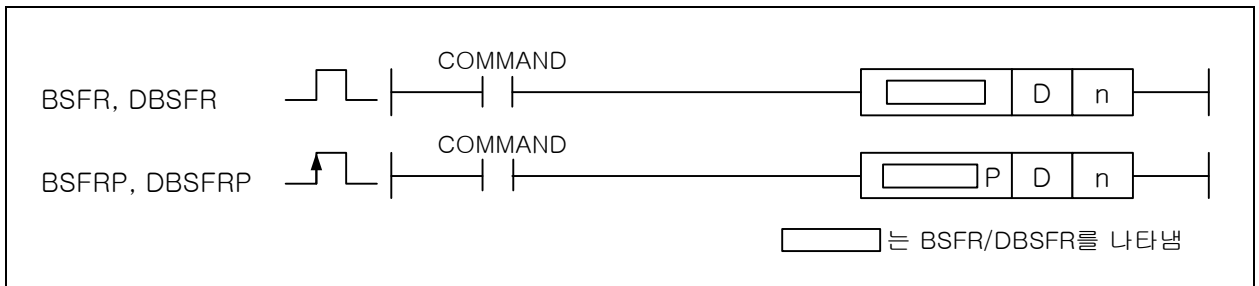 COMMAND
BSFR, DBSFR D n
COMMAND
BSFRP, DBSFRP P D n
는 BSFR/DBSFR를 나타냄